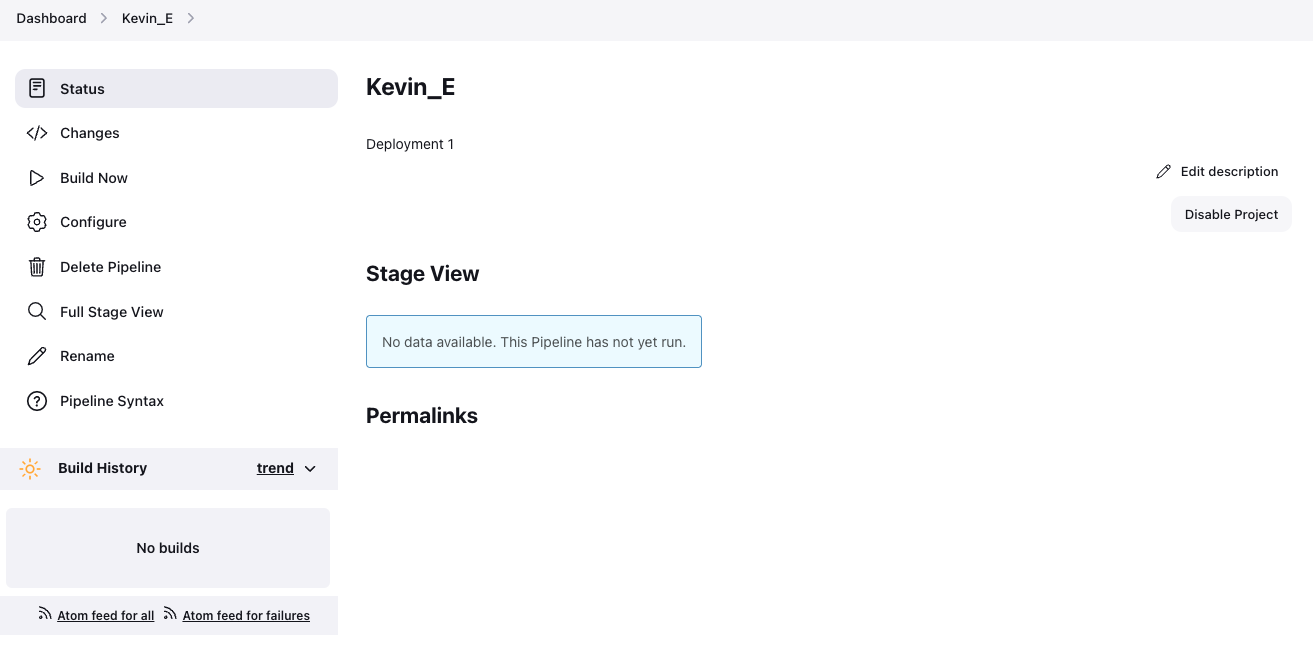 Dashboard
Kevin_E
Status
Changes
Build Now
Configure
Delete Pipeline
Full Stage View
Rename
Pipeline Syntax
Build History
trend
No builds
Atom feed for all
Atom feed for failures
Kevin_E
Deployment 1
Edit description
Disable Project
Stage View
No data available. This Pipeline has not yet run.
Permalinks